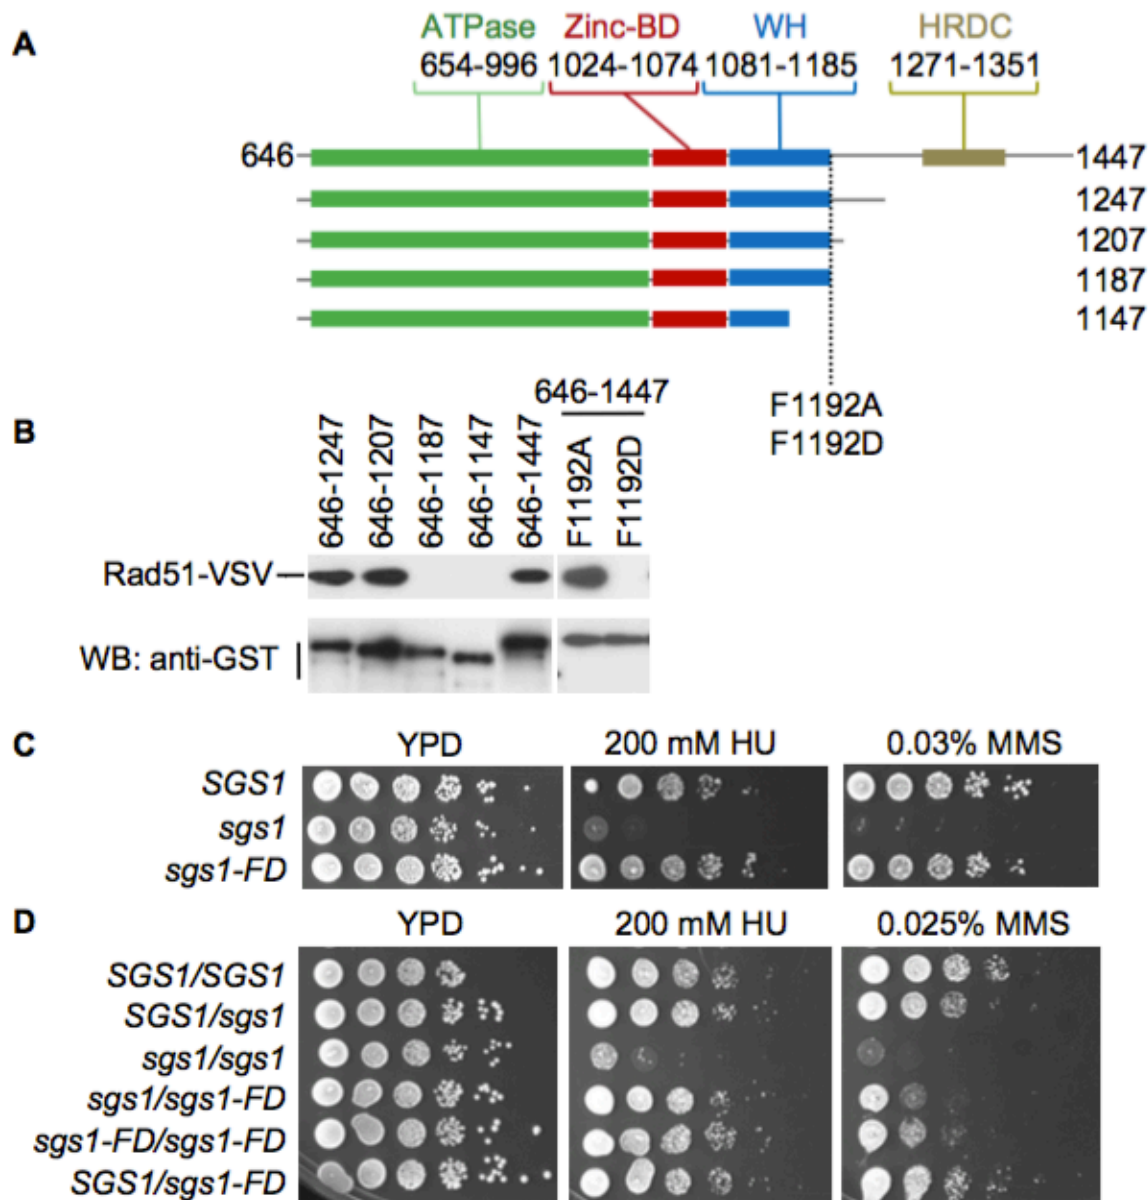 A
ATPase Zinc-BD WH HRDC
654-996 1024-1074 1081-1185 1271-1351
646 1447
1247
1207
1187
1147
F1192A
F1192D
B
646-1447
646-1247 646-1207 646-1187 646-1147 646-1447 F1192A F1192D
Rad51-VSV
WB: anti-GST
C
YPD 200 mM HU 0.03% MMS
SGS1
sgs1
sgs1-FD
D
YPD 200 mM HU 0.025% MMS
SGS1/SGS1
SGS1/sgs1
sgs1/sgs1
sgs1/sgs1-FD
sgs1-FD/sgs1-FD
SGS1/sgs1-FD